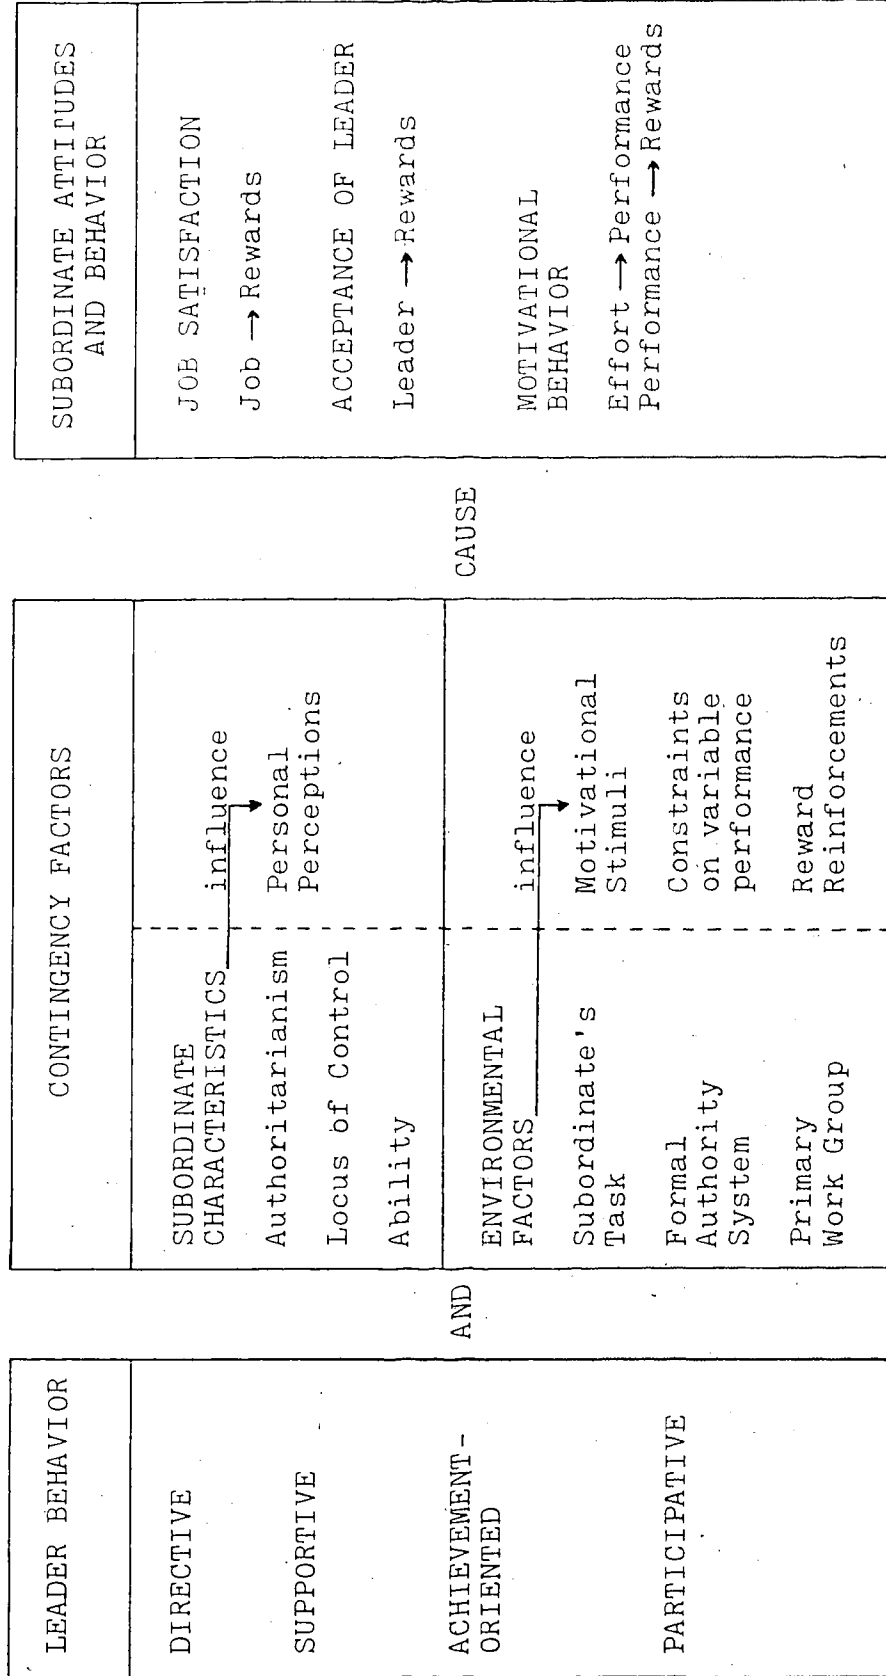 LEADER BEHAVIOR
DIRECTIVE
SUPPORTIVE
ACHIEVEMENT-
ORIENTED
PARTICIPATIVE
AND
CONTINGENCY FACTORS
SUBORDINATE
CHARACTERISTICS
influence
Authoritarianism
Locus of Control
Ability
Personal
Perceptions
ENVIRONMENTAL
FACTORS
influence
Subordinate's
Task
Motivational
Stimuli
Formal
Authority
System
Constraints
on variable
performance
Primary
Work Group
Reward
Reinforcements
CAUSE
SUBORDINATE ATTITUDES
AND BEHAVIOR
JOB SATISFACTION
Job → Rewards
ACCEPTANCE OF LEADER
Leader → Rewards
MOTIVATIONAL
BEHAVIOR
Effort → Performance
Performance → Rewards